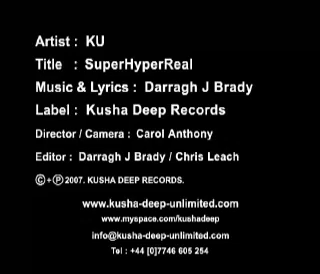 Artist : KU
Title : SuperHyperReal
Music & Lyrics : Darragh J Brady
Label : Kusha Deep Records
Director / Camera : Carol Anthony
Editor : Darragh J Brady / Chris Leach
©+℗ 2007. KUSHA DEEP RECORDS.
www.kusha-deep-unlimited.com
www.myspace.com/kushadeep
info@kusha-deep-unlimited.com
Tel : +44 [0]7746 605 254